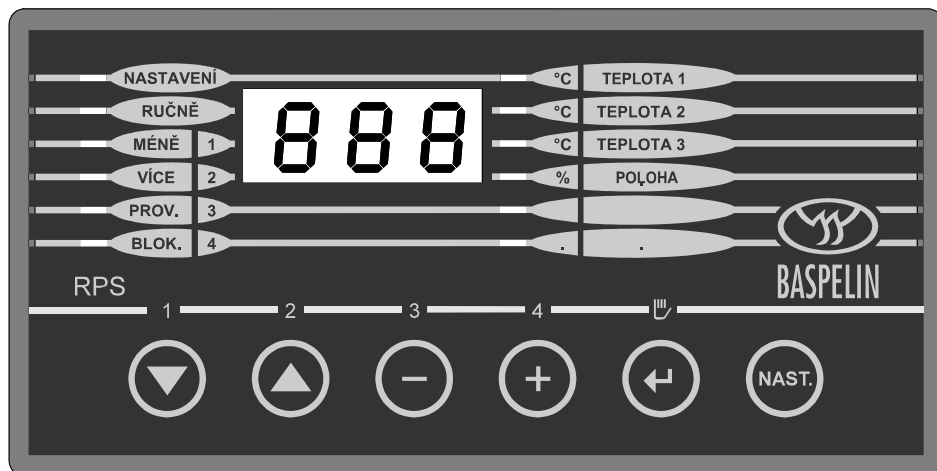 NASTAVENÍ °C TEPLOTA 1
RUČNĚ °C TEPLOTA 2
888
MÉNĚ 1 °C TEPLOTA 3
VÍCE 2 % POLOHA
PROV. 3
BLOK. 4 . .
RPS
BASPELIN
1 2 3 4
- + NAST.